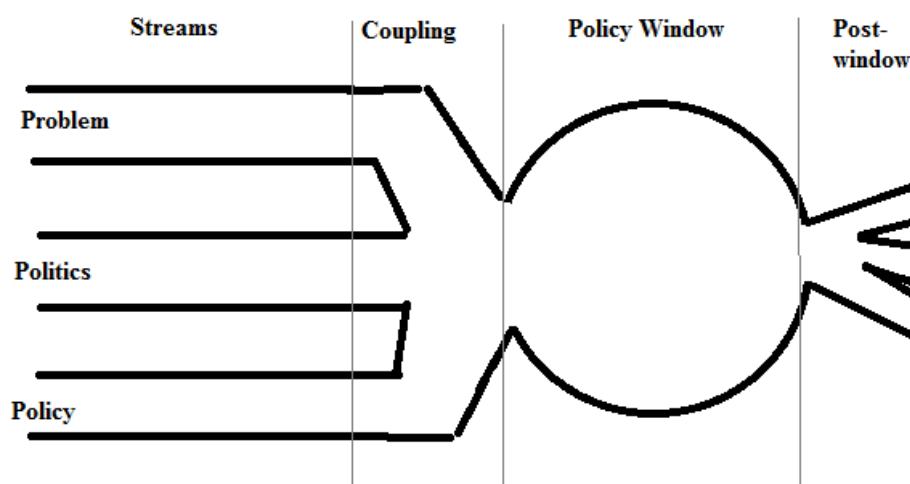 Streams
Coupling
Policy Window
Post-
window
Problem
Politics
Policy